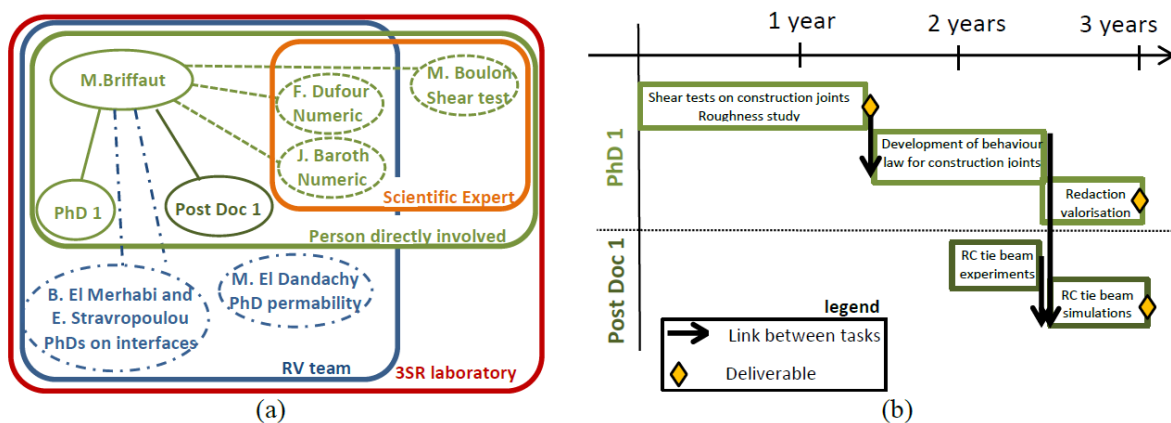 M.Briffaut
M. Boulon
Shear test
F. Dufour
Numeric
J. Baroth
Numeric
Scientific Expert
PhD 1
Post Doc 1
Person directly involved
B. El Merhabi and
E. Stravropoulou
PhDs on interfaces
M. El Dandachy
PhD permability
RV team
3SR laboratory
(a)
1 year
2 years
3 years
PhD 1
Shear tests on construction joints
Roughness study
Development of behaviour
law for construction joints
Redaction
valorisation
Post Doc 1
RC tie beam
experiments
RC tie beam
simulations
legend
Link between tasks
Deliverable
(b)